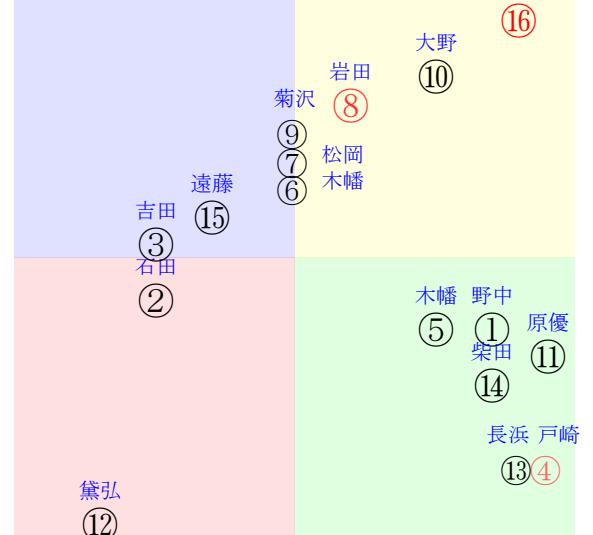 ⑯
大野
⑩
岩田
⑧
菊沢
⑨
⑦ 松岡
⑥ 木幡
遠藤
⑮
吉田
③
石田
②
木幡 野中
⑤ ①
原優
⑪
柴田
⑭
長浜 戸崎
⑬④
黛弘
⑫